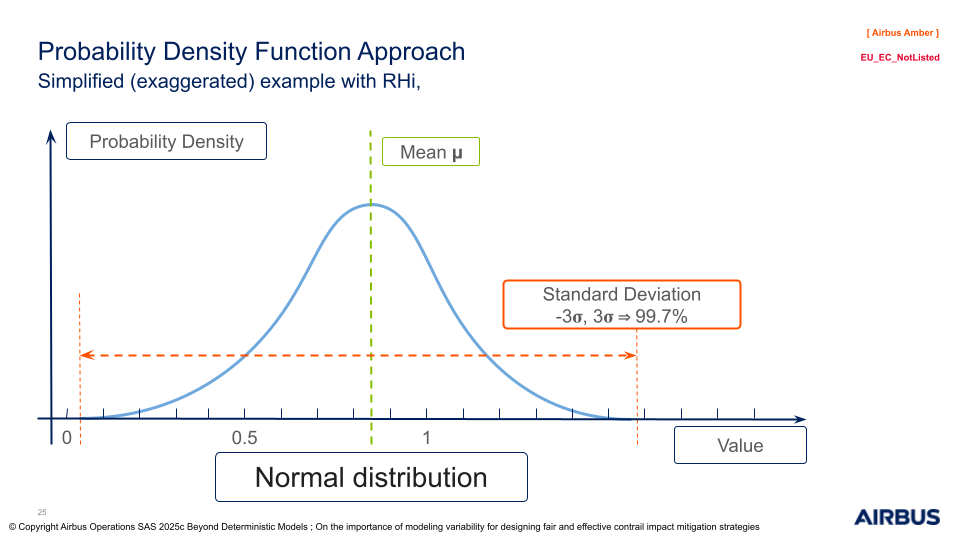 Probability Density Function Approach
Simplified (exaggerated) example with RHi,
[ Airbus Amber ]
EU_EC_NotListed
Probability Density
Mean μ
Standard Deviation
-3σ, 3σ ⇒ 99.7%
0
0.5
1
Value
Normal distribution
25
© Copyright Airbus Operations SAS 2025c Beyond Deterministic Models ; On the importance of modeling variability for designing fair and effective contrail impact mitigation strategies
AIRBUS